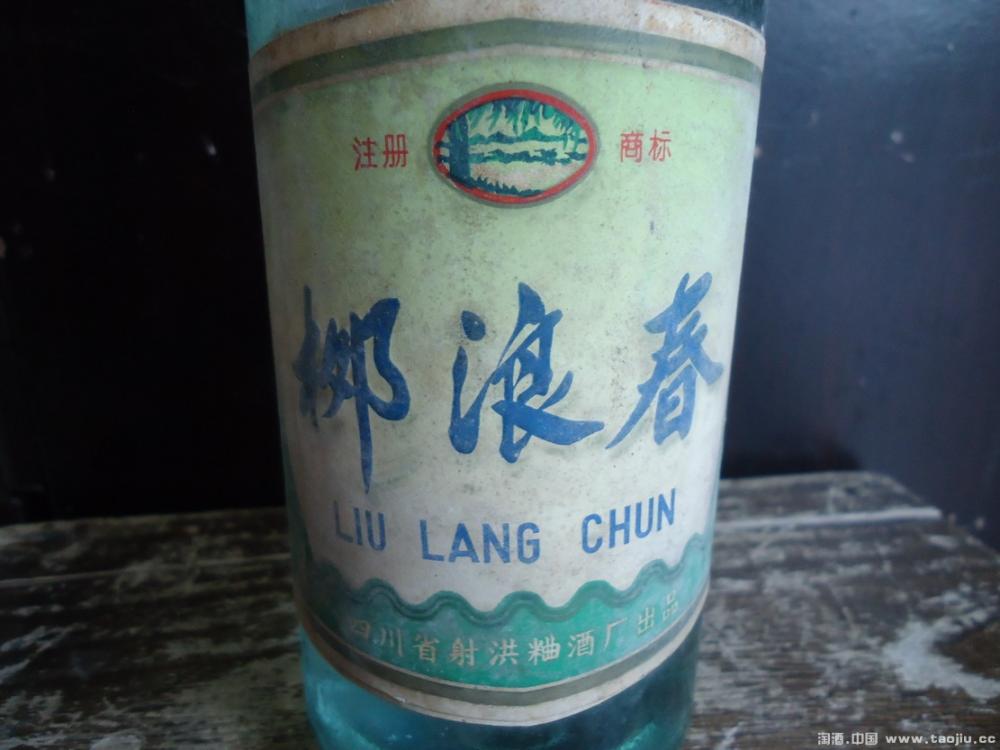 注册 商标
柳浪春
LIU LANG CHUN
四川省射洪粬酒厂出品
淘酒.中国 www.taojiu.cc